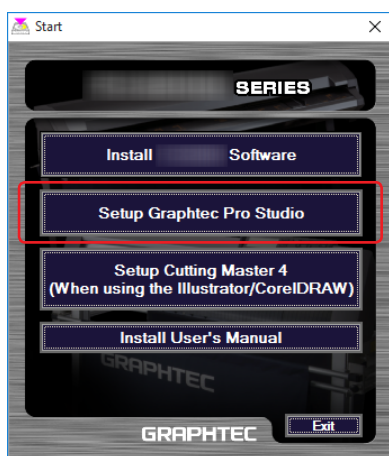 Start
SERIES
Install Software
Setup Graphtec Pro Studio
Setup Cutting Master 4
(When using the Illustrator/CorelDRAW)
Install User's Manual
GRAPHTEC
GRAPHTEC
Exit